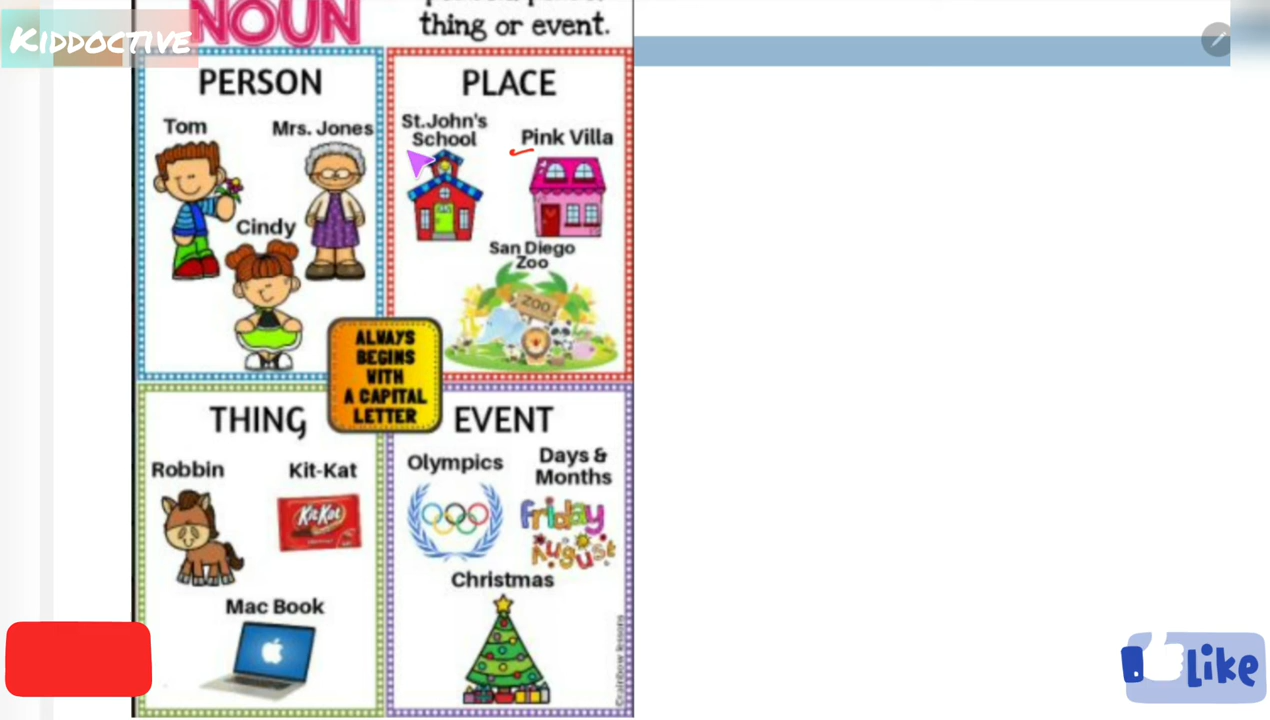 Kiddoctive
NOUN
thing or event.
PERSON
Tom
Mrs. Jones
Cindy
PLACE
St.John's
School
Pink Villa
San Diego
Zoo
ZOO
ALWAYS
BEGINS
WITH
A CAPITAL
LETTER
THING
Robbin
Kit-Kat
KitKat
Mac Book
EVENT
Olympics
Days &
Months
Friday
August
Christmas
©rainbow lessons
Like